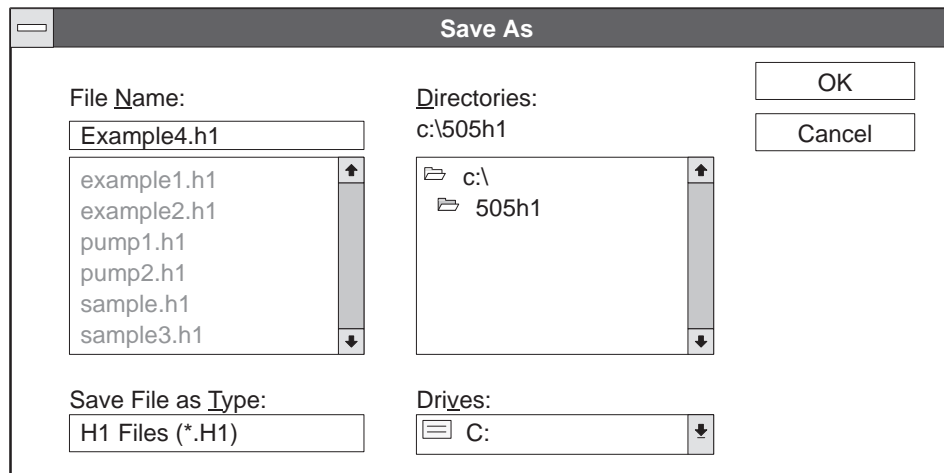 Save As
File Name:
Example4.h1
example1.h1
example2.h1
pump1.h1
pump2.h1
sample.h1
sample3.h1
Save File as Type:
H1 Files (*.H1)
Directories:
c:\505h1
c:\
505h1
Drives:
C:
OK
Cancel